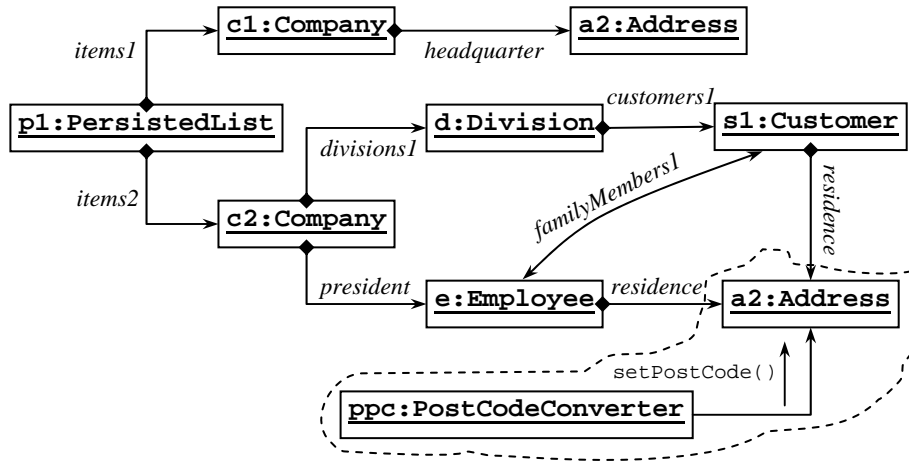 c1:Company
a2:Address
items1
headquarter
customers1
p1:PersistedList
d:Division
s1:Customer
divisions1
familyMembers1
items2
c2:Company
residence
president
e:Employee
residence
a2:Address
setPostCode()
ppc:PostCodeConverter